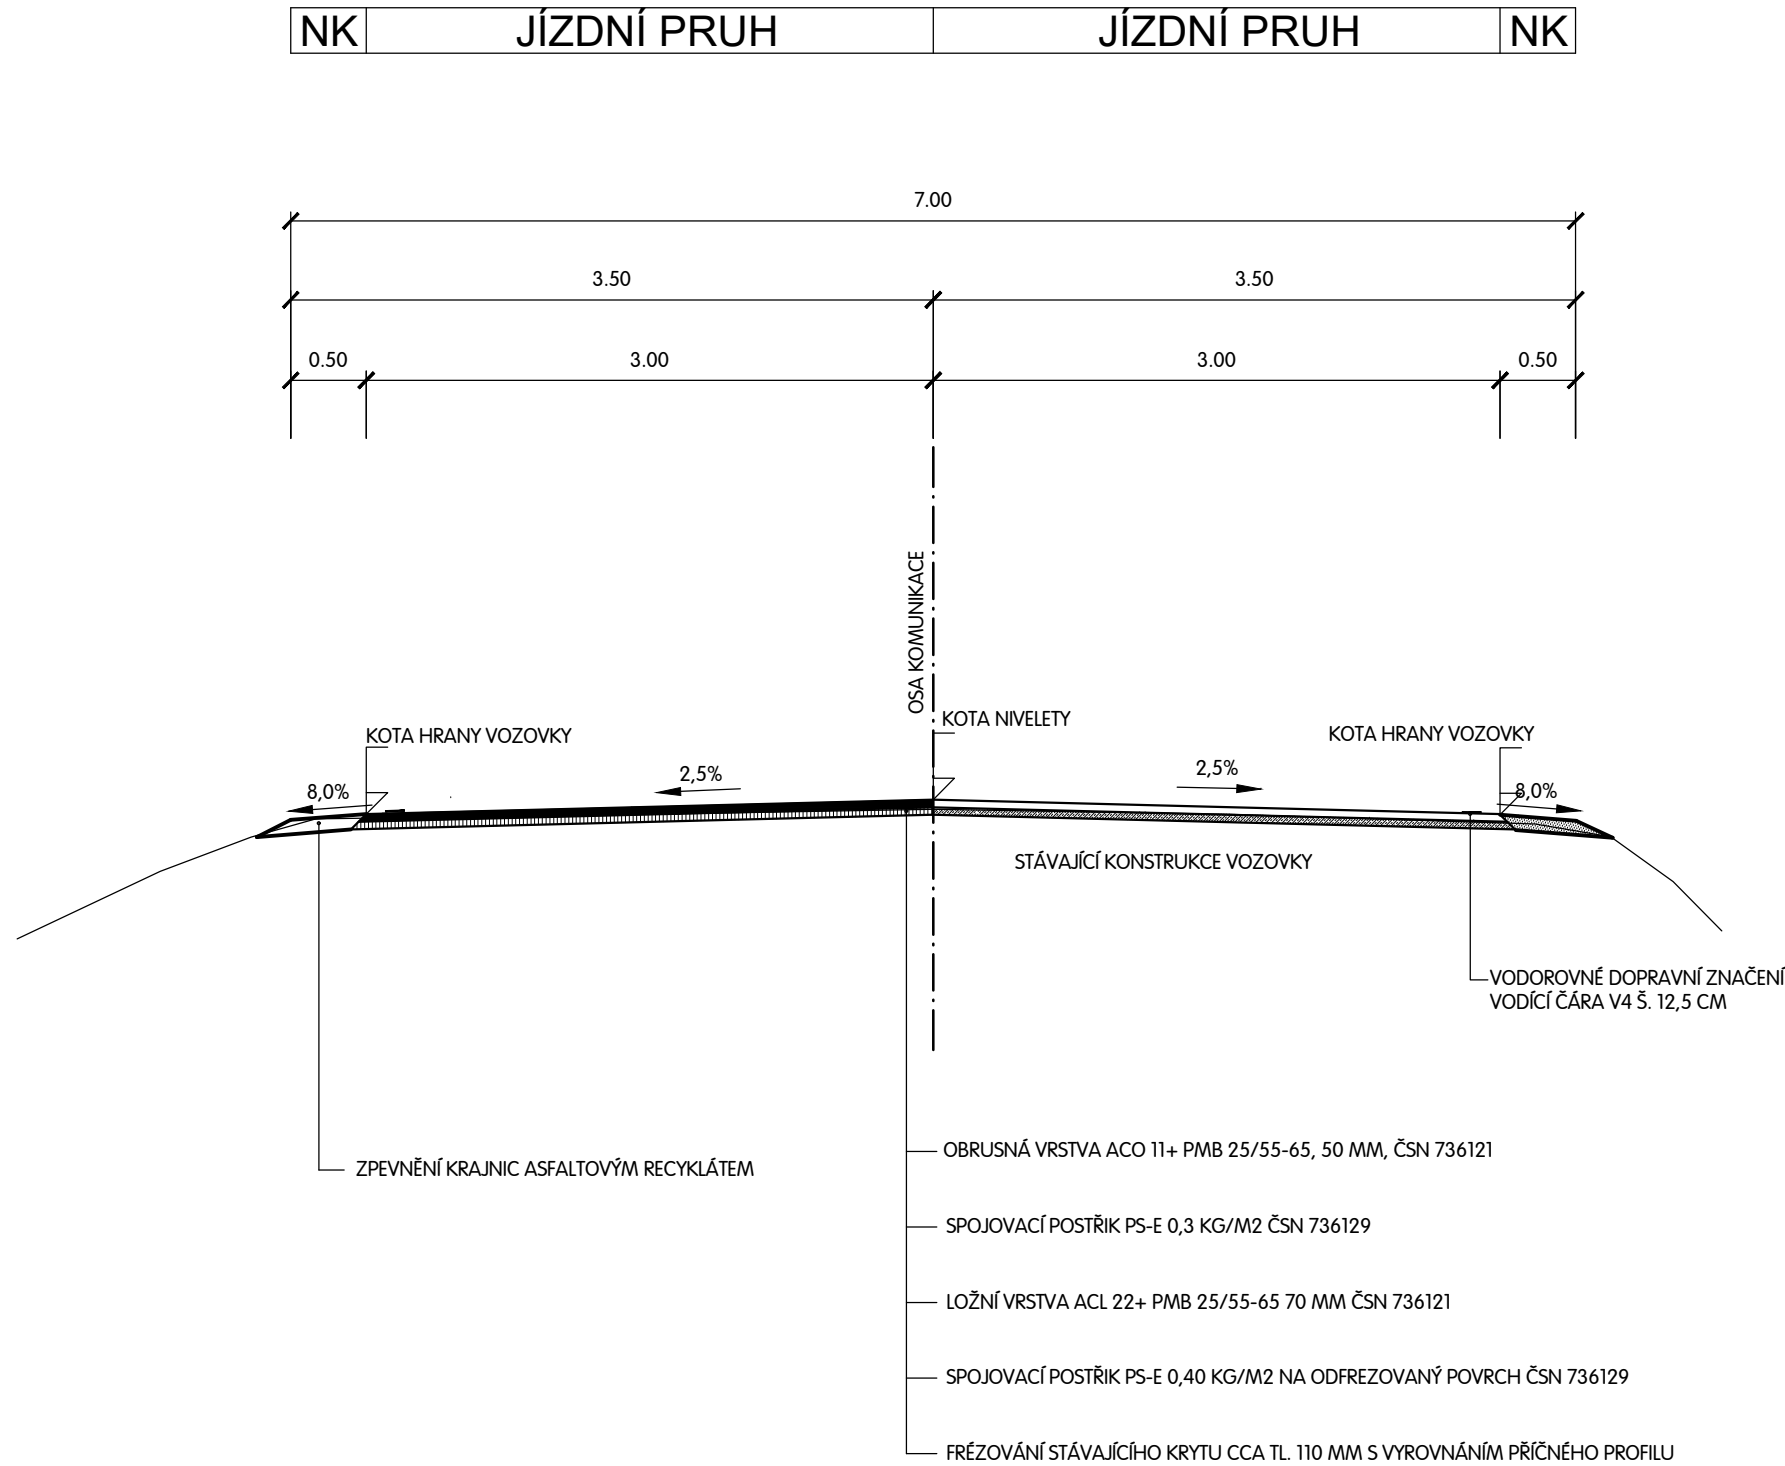 NK JÍZDNÍ PRUH JÍZDNÍ PRUH NK
7.00
3.50 3.50
0.50 3.00 3.00 0.50
OSA KOMUNIKACE
KOTA NIVELETY
KOTA HRANY VOZOVKY KOTA HRANY VOZOVKY
8,0% 2,5% 2,5% 8,0%
STÁVAJÍCÍ KONSTRUKCE VOZOVKY
VODOROVNÉ DOPRAVNÍ ZNAČENÍ
VODÍCÍ ČÁRA V4 Š. 12,5 CM
OBRUSNÁ VRSTVA ACO 11+ PMB 25/55-65, 50 MM, ČSN 736121
ZPEVNĚNÍ KRAJNIC ASFALTOVÝM RECYKLÁTEM
SPOJOVACÍ POSTŘIK PS-E 0,3 KG/M2 ČSN 736129
LOŽNÍ VRSTVA ACL 22+ PMB 25/55-65 70 MM ČSN 736121
SPOJOVACÍ POSTŘIK PS-E 0,40 KG/M2 NA ODFREZOVANÝ POVRCH ČSN 736129
FRÉZOVÁNÍ STÁVAJÍCÍHO KRYTU CCA TL. 110 MM S VYROVNÁNÍM PŘÍČNÉHO PROFILU